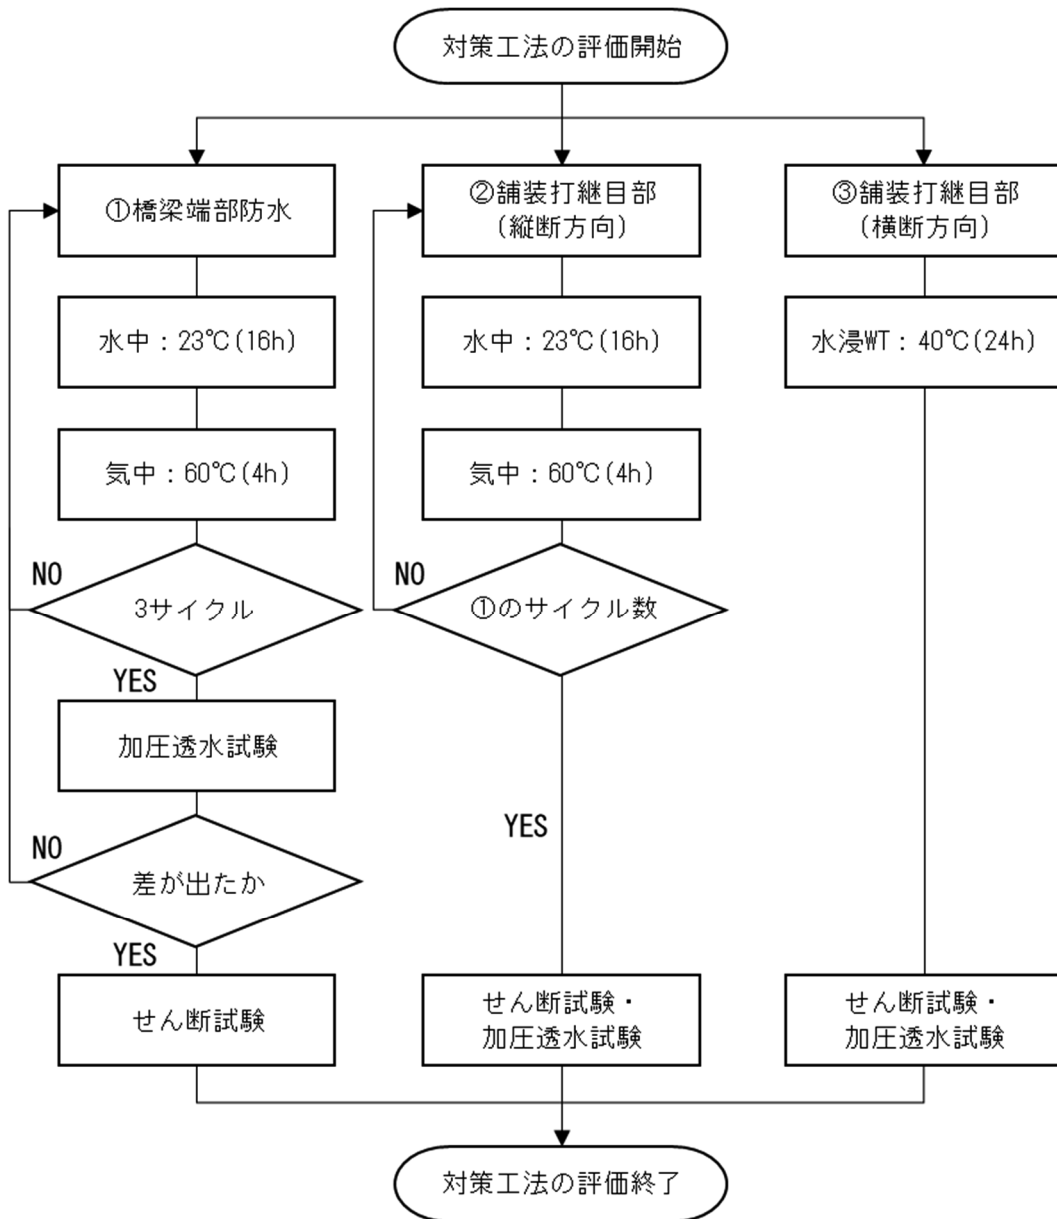 対策工法の評価開始
①橋梁端部防水
水中：23℃(16h)
気中：60℃(4h)
NO
3サイクル
YES
加圧透水試験
NO
差が出たか
YES
せん断試験
②舗装打継目部
(縦断方向)
水中：23℃(16h)
気中：60℃(4h)
NO
①のサイクル数
YES
せん断試験・
加圧透水試験
③舗装打継目部
(横断方向)
水浸WT：40℃(24h)
せん断試験・
加圧透水試験
対策工法の評価終了